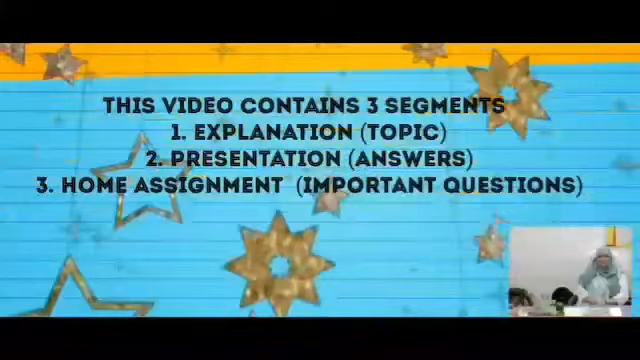 THIS VIDEO CONTAINS 3 SEGMENTS
1. EXPLANATION (TOPIC)
2. PRESENTATION (ANSWERS)
3. HOME ASSIGNMENT (IMPORTANT QUESTIONS)